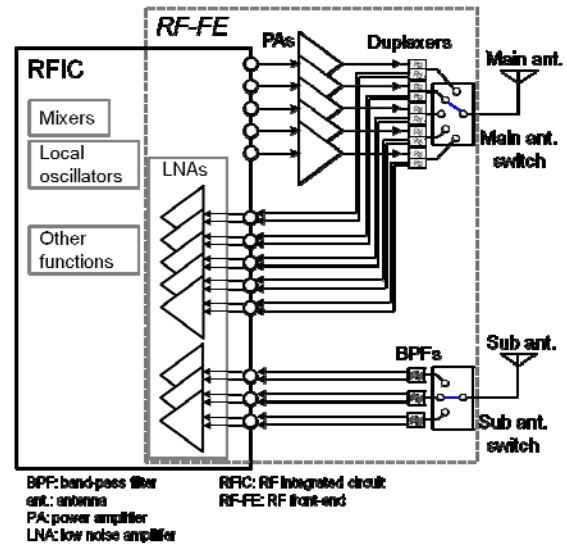 RF-FE
PAs
Duplexers
RFIC
Main ant.
Mixers
Local
oscillators
LNAs
Main ant.
switch
Other
functions
BPFs
Sub ant.
Sub ant.
switch
BPF: band-pass filter
ant.: antenna
PA: power amplifier
LNA: low noise amplifier
RFIC: RF integrated circuit
RF-FE: RF front-end